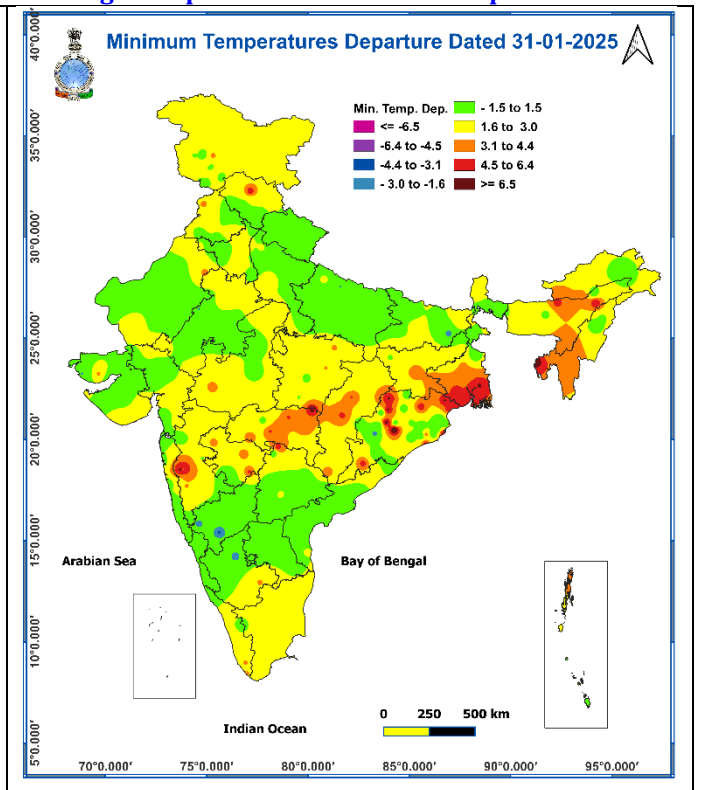 Minimum Temperatures Departure Dated 31-01-2025
Min. Temp. Dep.
<= -6.5
-6.4 to -4.5
-4.4 to -3.1
- 3.0 to -1.6
- 1.5 to 1.5
1.6 to 3.0
3.1 to 4.4
4.5 to 6.4
>= 6.5
40°0.000'
35°0.000'
30°0.000'
25°0.000'
20°0.000'
15°0.000'
10°0.000'
5°0.000'
Arabian Sea
Bay of Bengal
Indian Ocean
0 250 500 km
70°0.000' 75°0.000' 80°0.000' 85°0.000' 90°0.000' 95°0.000'